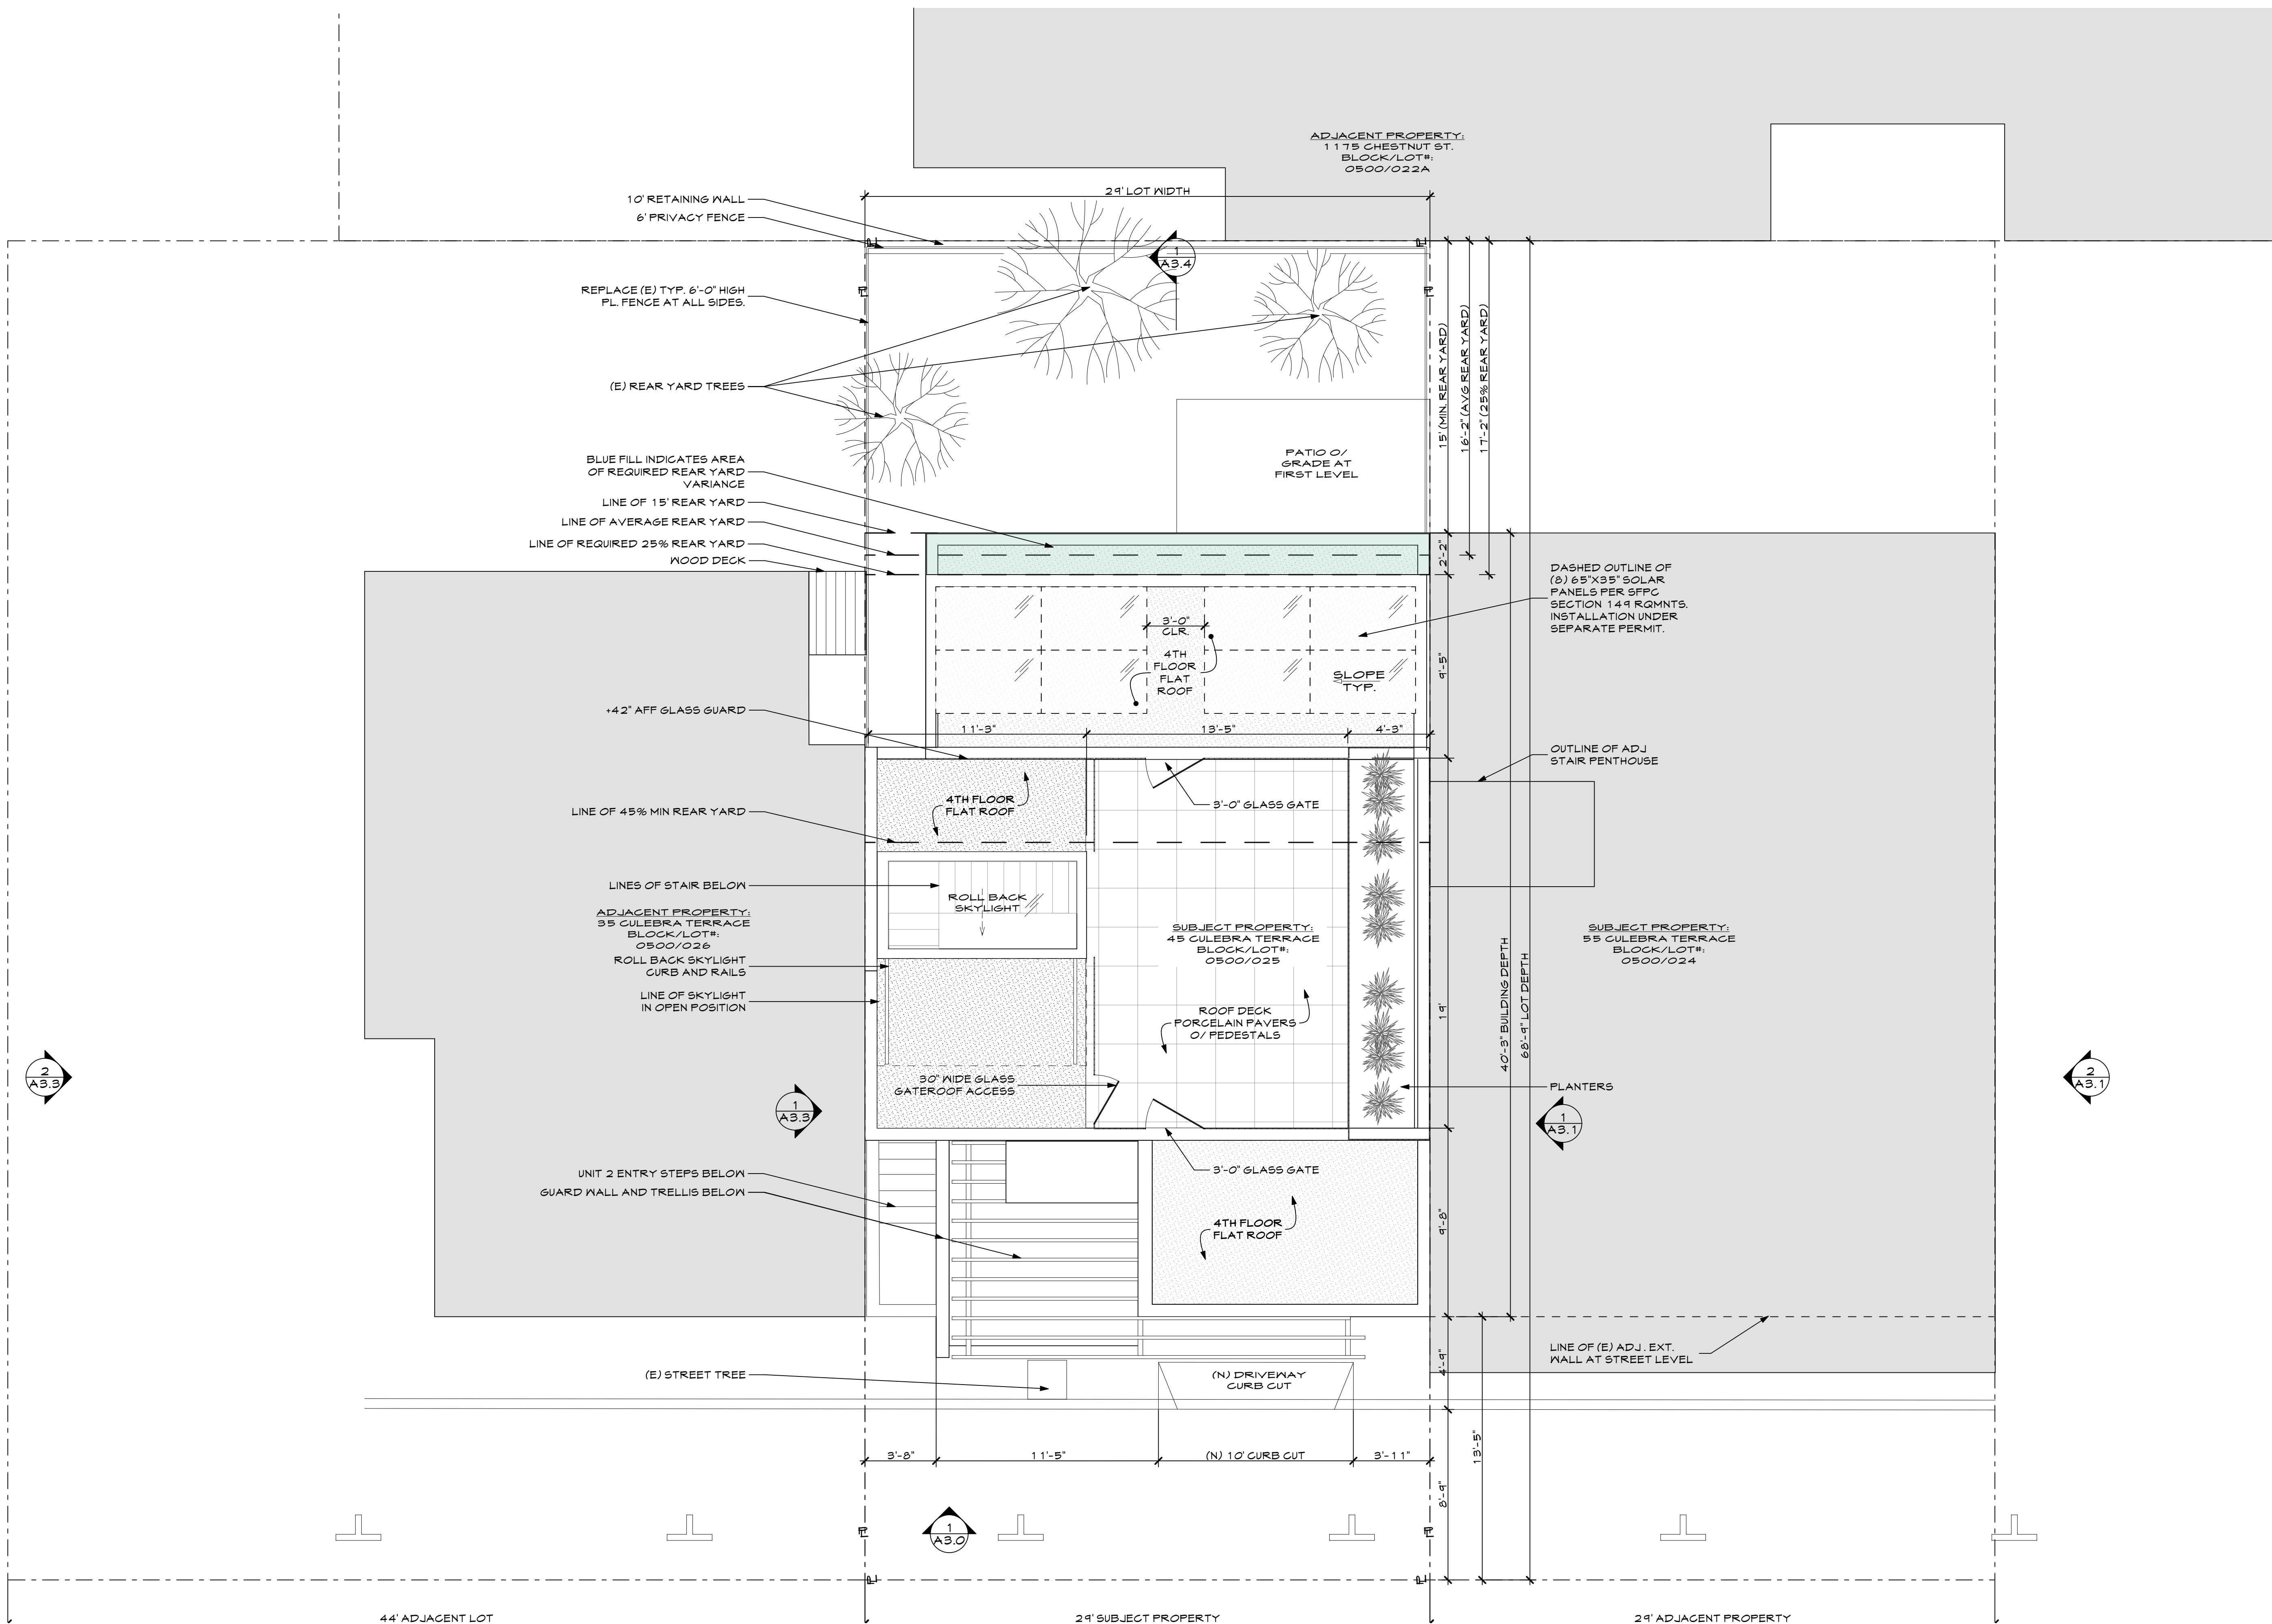 ADJACENT PROPERTY:
1175 CHESTNUT ST.
BLOCK/LOT#:
0500/022A
29' LOT WIDTH
10' RETAINING WALL
6' PRIVACY FENCE
1
A3.4
REPLACE (E) TYP. 6'-0" HIGH
PL. FENCE AT ALL SIDES.
(E) REAR YARD TREES
15' (MIN. REAR YARD)
16'-2" (AVG REAR YARD)
17'-2" (25% REAR YARD)
PATIO O/
GRADE AT
FIRST LEVEL
BLUE FILL INDICATES AREA
OF REQUIRED REAR YARD
VARIANCE
LINE OF 15' REAR YARD
LINE OF AVERAGE REAR YARD
LINE OF REQUIRED 25% REAR YARD
WOOD DECK
2'-2"
DASHED OUTLINE OF
(8) 65"X35" SOLAR
PANELS PER SFPC
SECTION 149 RQMNTS.
INSTALLATION UNDER
SEPARATE PERMIT.
3'-0"
CLR.
4TH
FLOOR
FLAT
ROOF
SLOPE
TYP.
9'-5"
+42" AFF GLASS GUARD
11'-3"
13'-5"
4'-3"
OUTLINE OF ADJ
STAIR PENTHOUSE
4TH FLOOR
FLAT ROOF
3'-0" GLASS GATE
LINE OF 45% MIN REAR YARD
LINES OF STAIR BELOW
ROLL BACK
SKYLIGHT
ADJACENT PROPERTY:
35 CULEBRA TERRACE
BLOCK/LOT#:
0500/026
SUBJECT PROPERTY:
45 CULEBRA TERRACE
BLOCK/LOT#:
0500/025
SUBJECT PROPERTY:
55 CULEBRA TERRACE
BLOCK/LOT#:
0500/024
ROLL BACK SKYLIGHT
CURB AND RAILS
LINE OF SKYLIGHT
IN OPEN POSITION
ROOF DECK
PORCELAIN PAVERS
O/ PEDESTALS
19'
40'-3" BUILDING DEPTH
68'-9" LOT DEPTH
2
A3.3
1
A3.3
30" WIDE GLASS
GATEROOF ACCESS
PLANTERS
1
A3.1
2
A3.1
UNIT 2 ENTRY STEPS BELOW
GUARD WALL AND TRELLIS BELOW
3'-0" GLASS GATE
4TH FLOOR
FLAT ROOF
9'-8"
LINE OF (E) ADJ. EXT.
WALL AT STREET LEVEL
4'-9"
(E) STREET TREE
(N) DRIVEWAY
CURB CUT
3'-8"
11'-5"
(N) 10' CURB CUT
3'-11"
13'-5"
8'-9"
1
A3.0
44' ADJACENT LOT
29' SUBJECT PROPERTY
29' ADJACENT PROPERTY